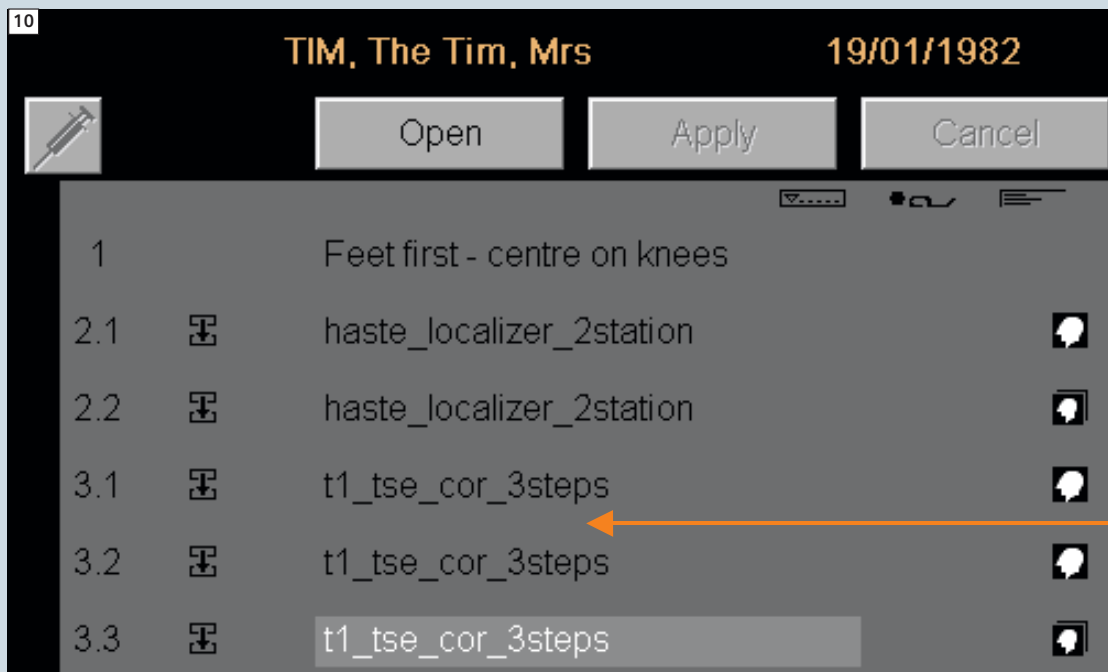 10
TIM, The Tim, Mrs 19/01/1982
Open Apply Cancel
1 Feet first - centre on knees
2.1 haste_localizer_2station
2.2 haste_localizer_2station
3.1 t1_tse_cor_3steps
3.2 t1_tse_cor_3steps
3.3 t1_tse_cor_3steps